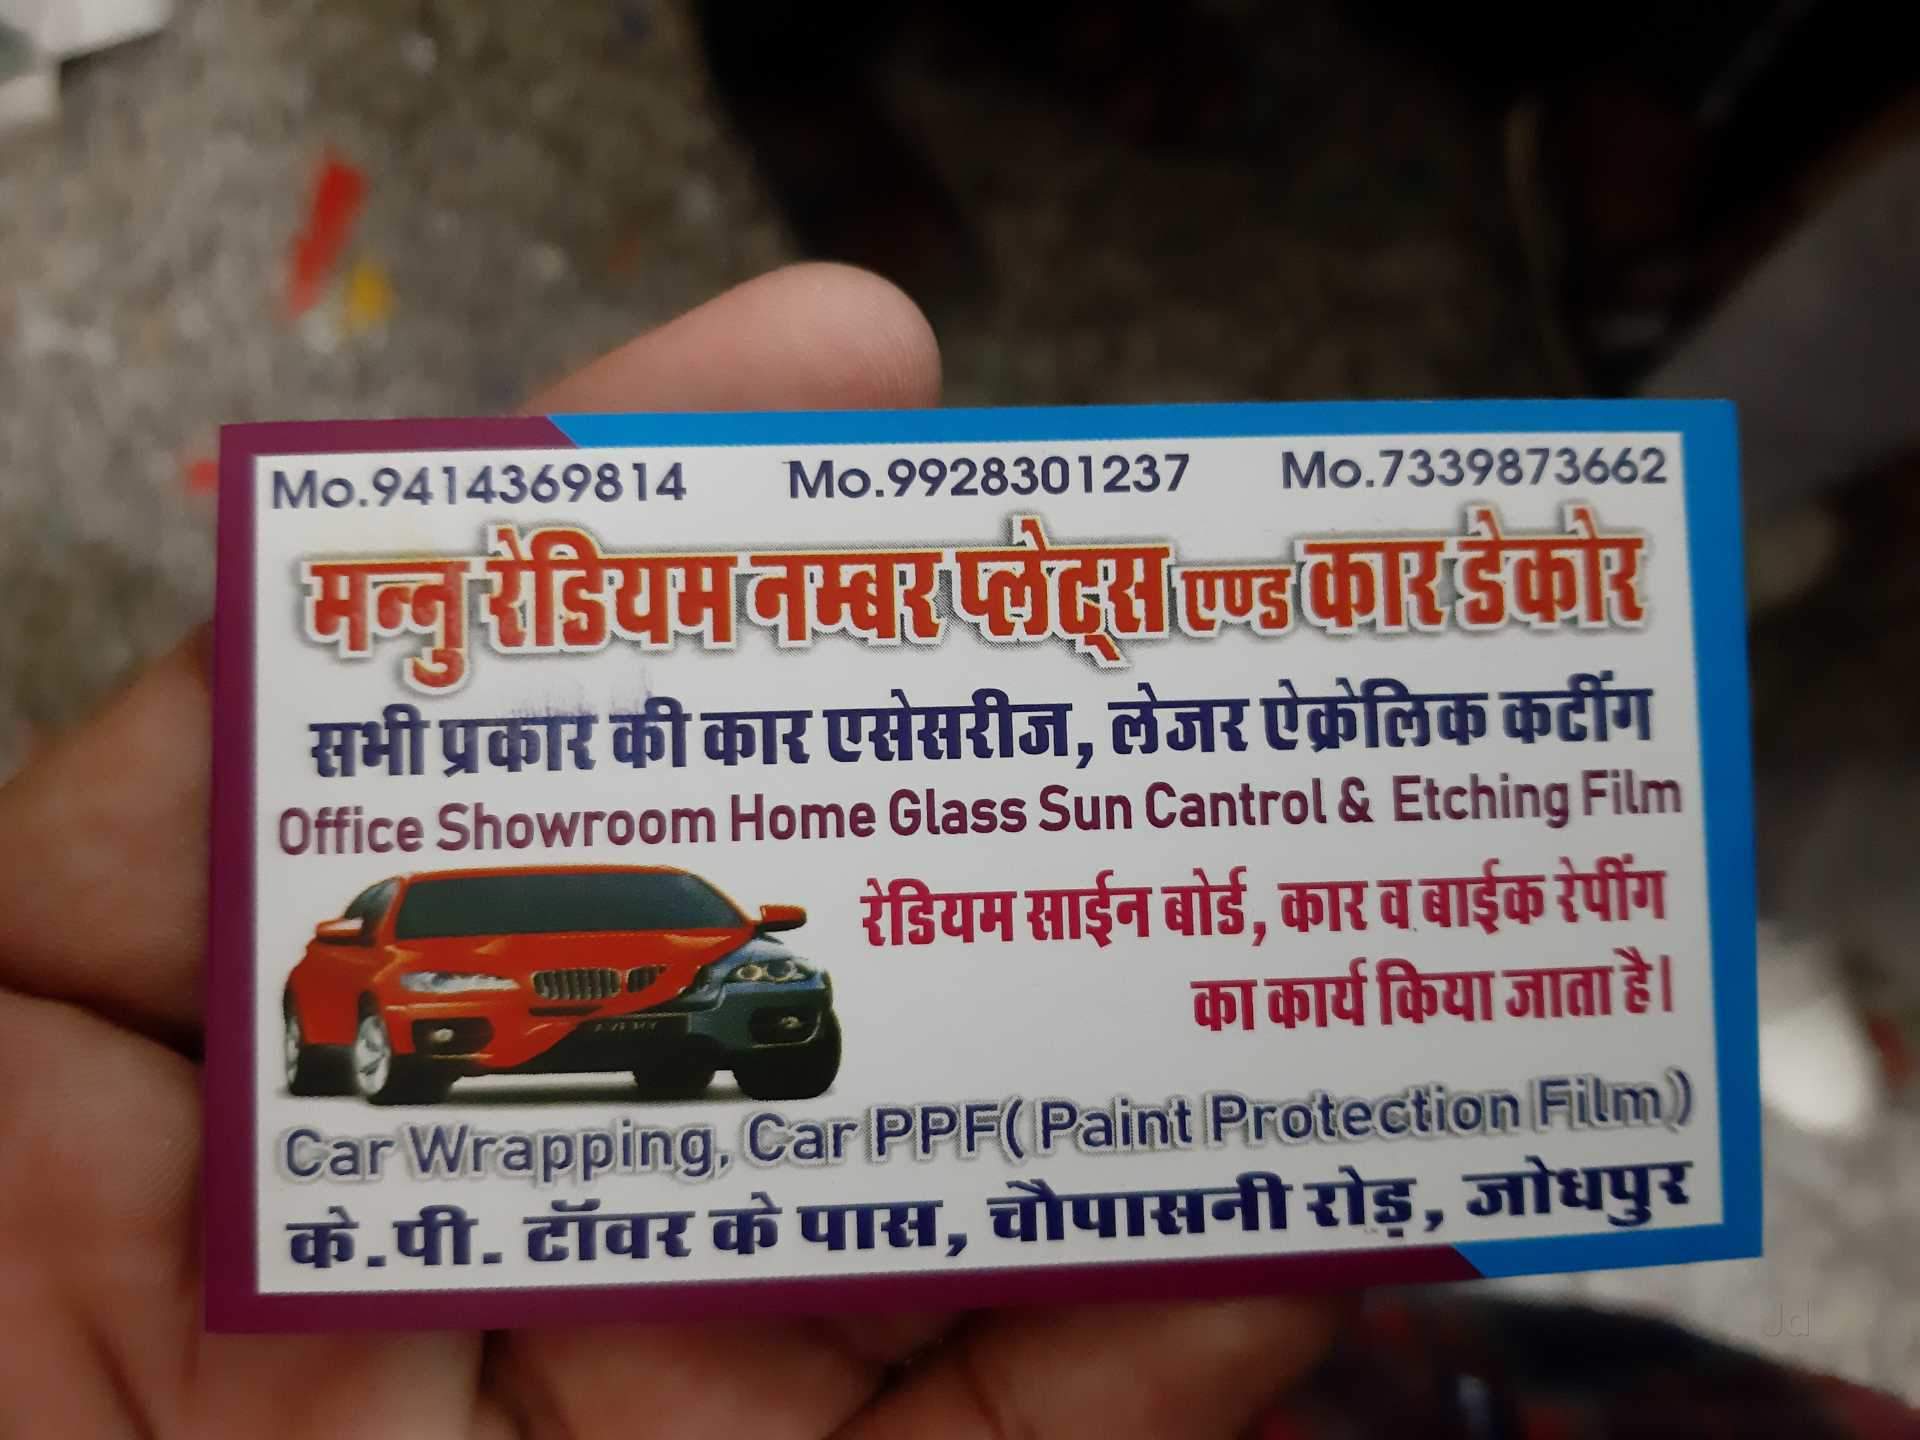 Mo.9414369814 Mo.9928301237 Mo.7339873662
मन्नु रेडियम नम्बर प्लेट्स एण्ड कार डेकोर
सभी प्रकार की कार एसेसरीज, लेजर ऐक्रेलिक कटींग
Office Showroom Home Glass Sun Cantrol & Etching Film
रेडियम साईन बोर्ड, कार व बाईक रेपींग
का कार्य किया जाता है।
Car Wrapping, Car PPF( Paint Protection Film)
के.पी. टॉवर के पास, चौपासनी रोड़, जोधपुर
Jd